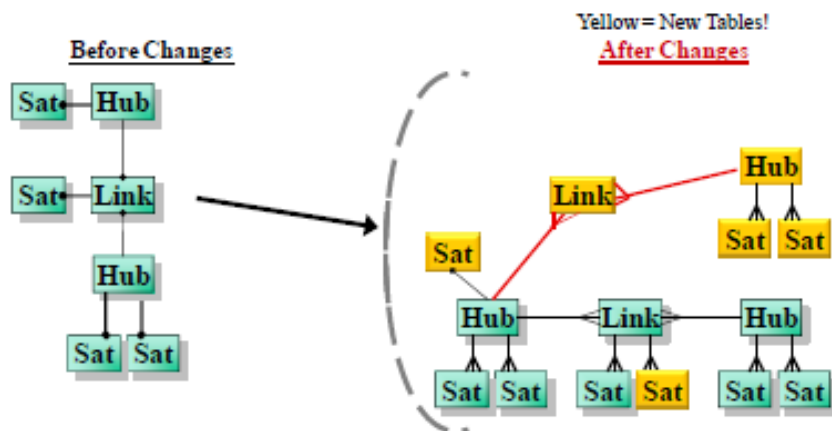 Yellow = New Tables!
Before Changes
After Changes
Sat Hub
Sat Link
Hub
Sat Sat
Link Hub
Sat Sat
Sat
Hub Link Hub
Sat Sat Sat Sat Sat Sat